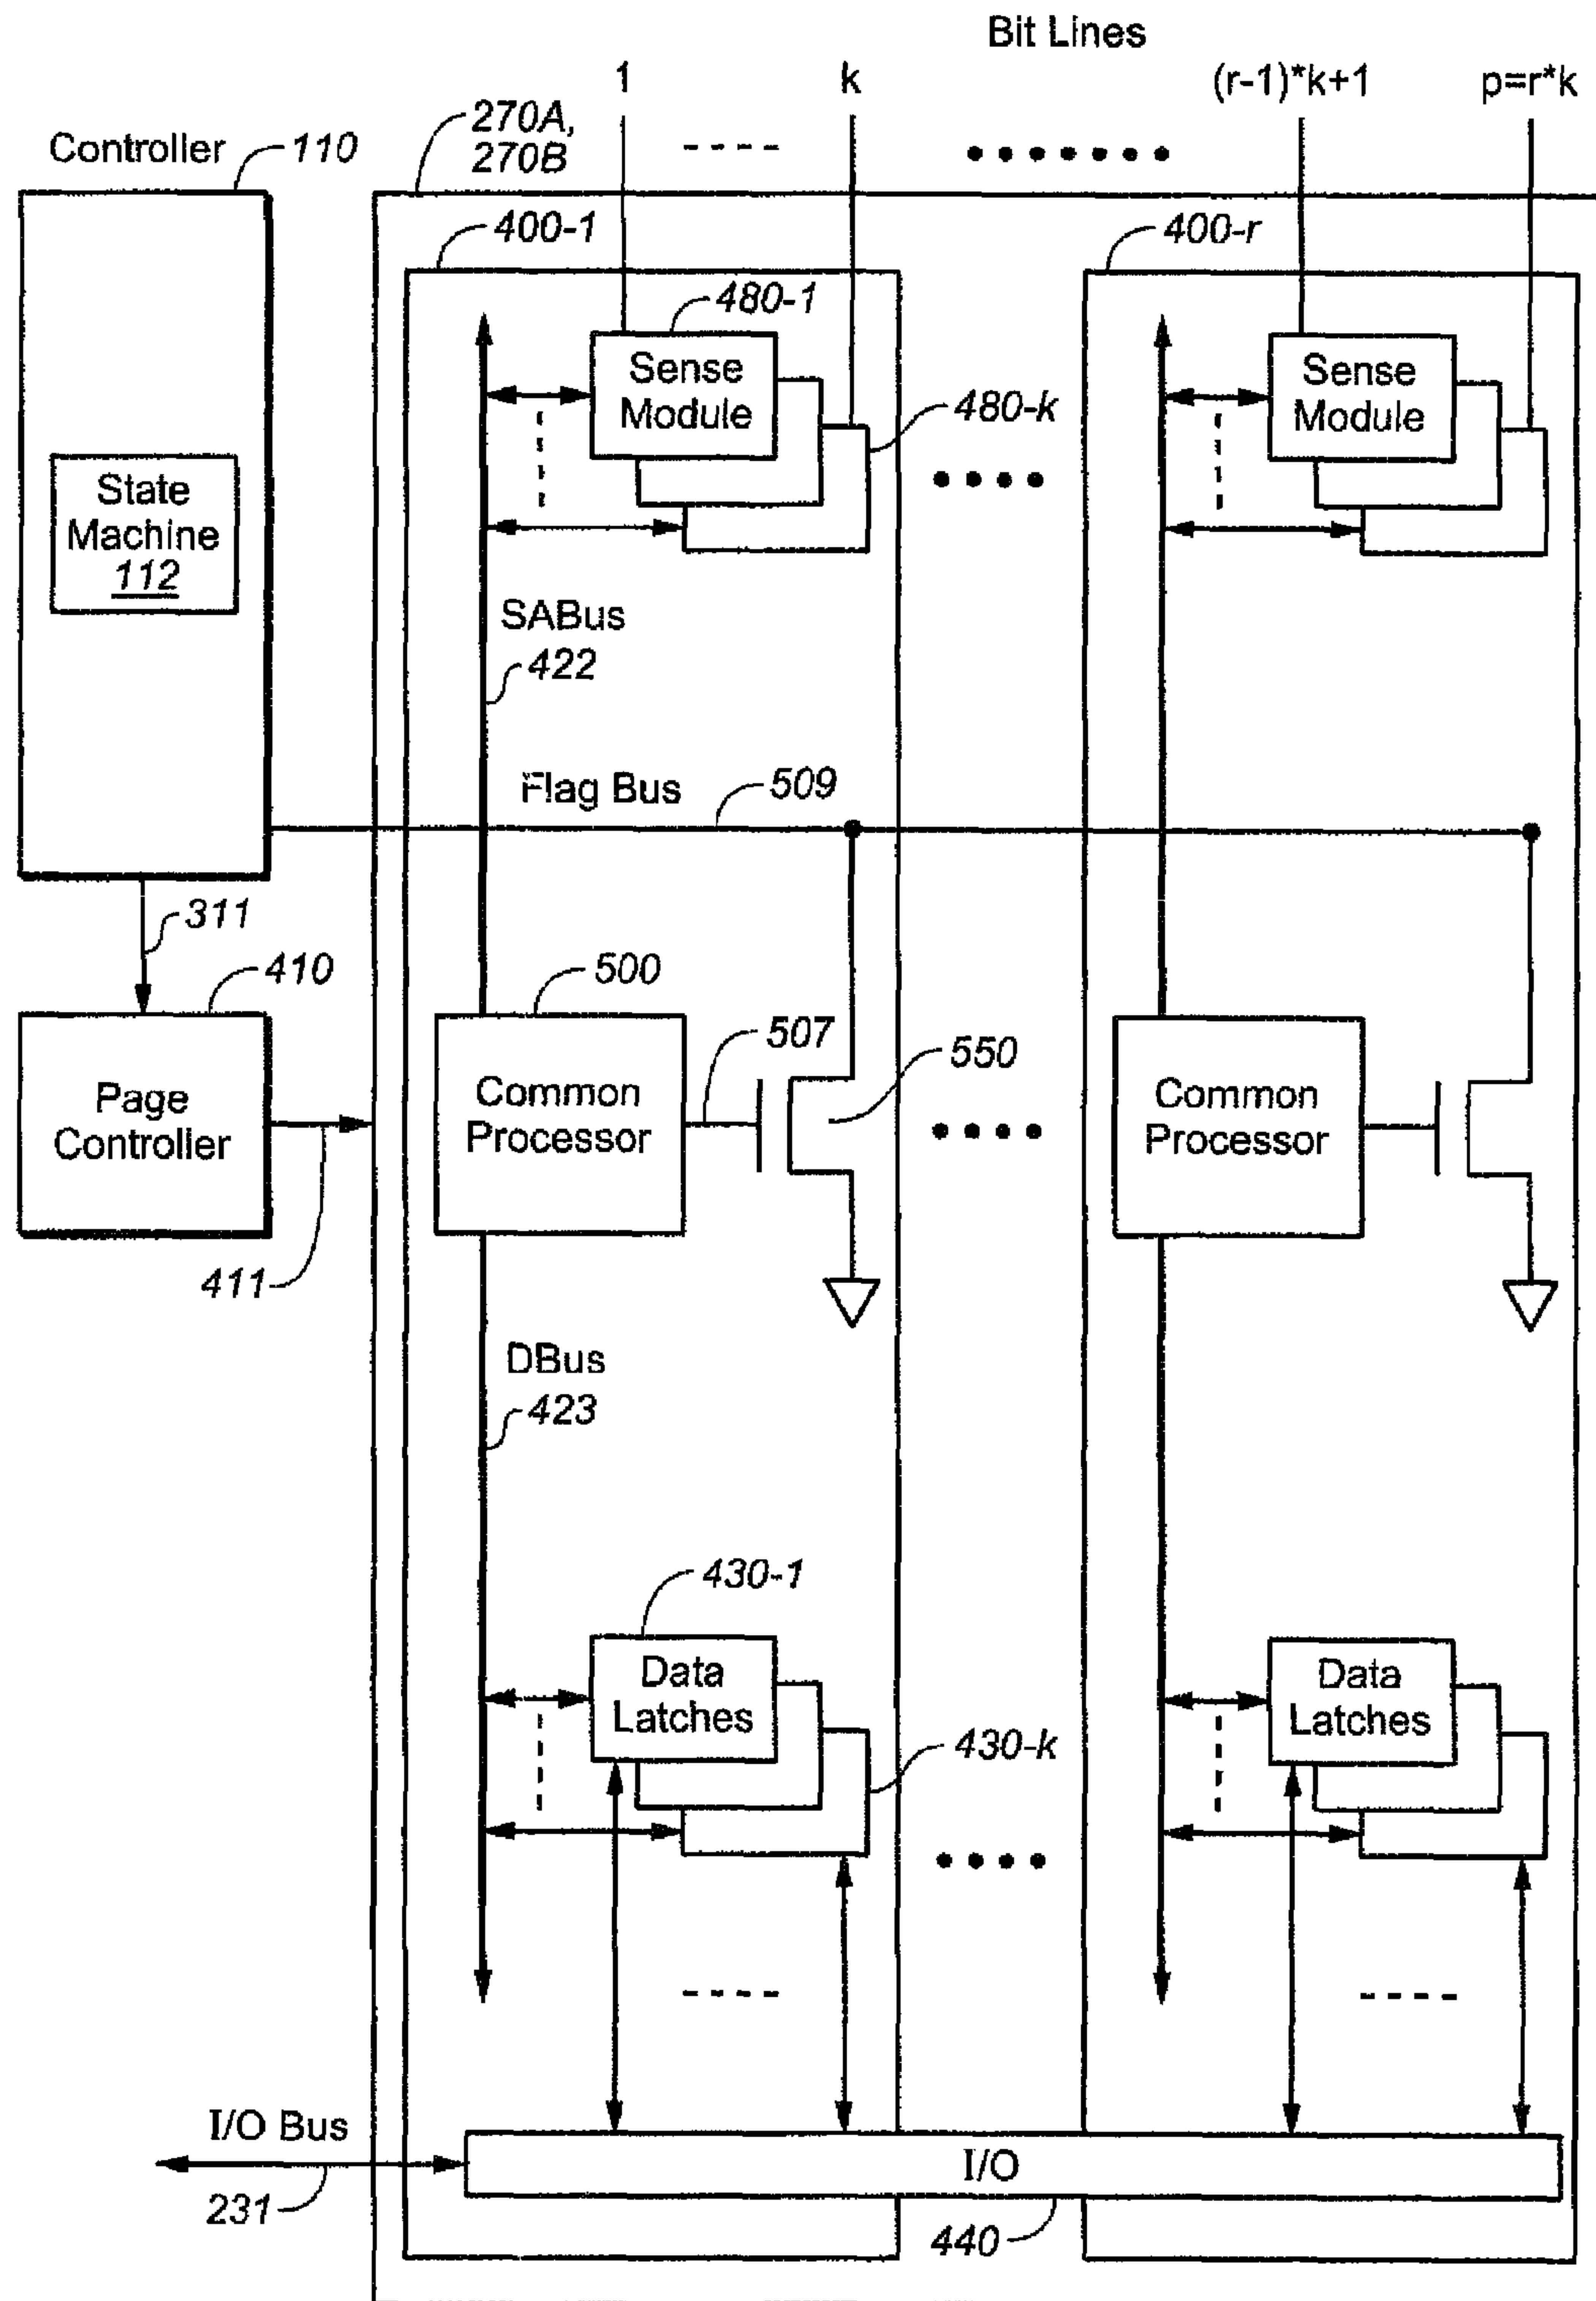 Bit Lines
1
k
(r-1)*k+1
p=r*k
270A,
270B
Controller
110
400-1
400-r
480-1
Sense
Module
Sense
Module
480-k
State
Machine
112
SABus
422
Flag Bus
509
311
410
500
507
550
Page
Controller
Common
Processor
Common
Processor
411
DBus
423
430-1
Data
Latches
Data
Latches
430-k
I/O Bus
I/O
231
440